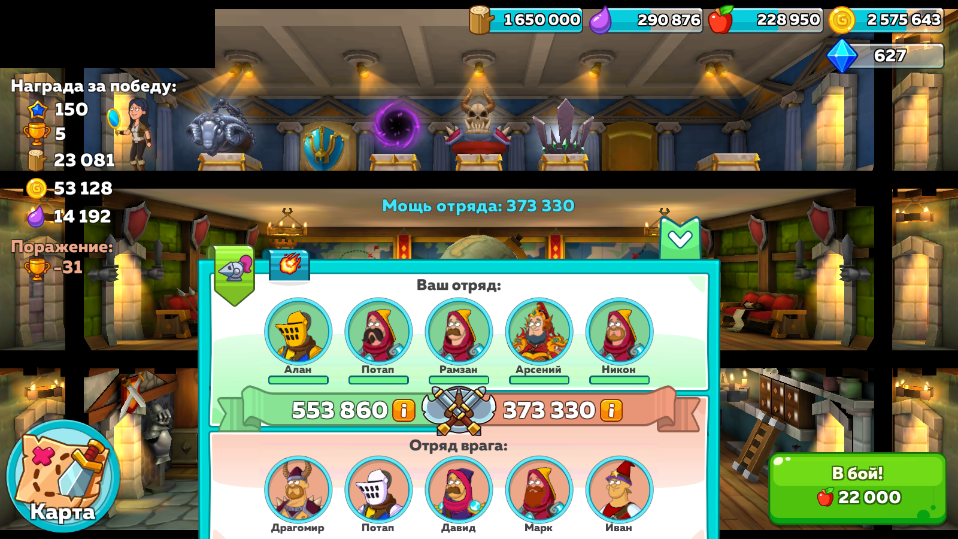 1 650 000
290 876
228 950
2 575 643
627
Награда за победу:
150
5
23 081
53 128
14 192
Поражение:
-31
Мощь отряда: 373 330
Ваш отряд:
Алан
Потап
Рамзан
Арсений
Никон
553 860
373 330
Отряд врага:
Драгомир
Потап
Давид
Марк
Иван
Карта
В бой!
22 000